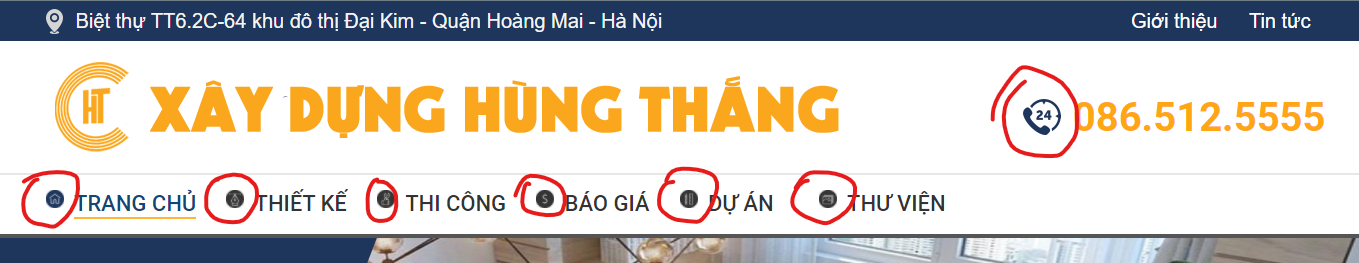 Biệt thự TT6.2C-64 khu đô thị Đại Kim - Quận Hoàng Mai - Hà Nội Giới thiệu Tin tức
HT XÂY DỰNG HÙNG THẮNG 24 086.512.5555
TRANG CHỦ THIẾT KẾ THI CÔNG $ BÁO GIÁ DỰ ÁN THƯ VIỆN